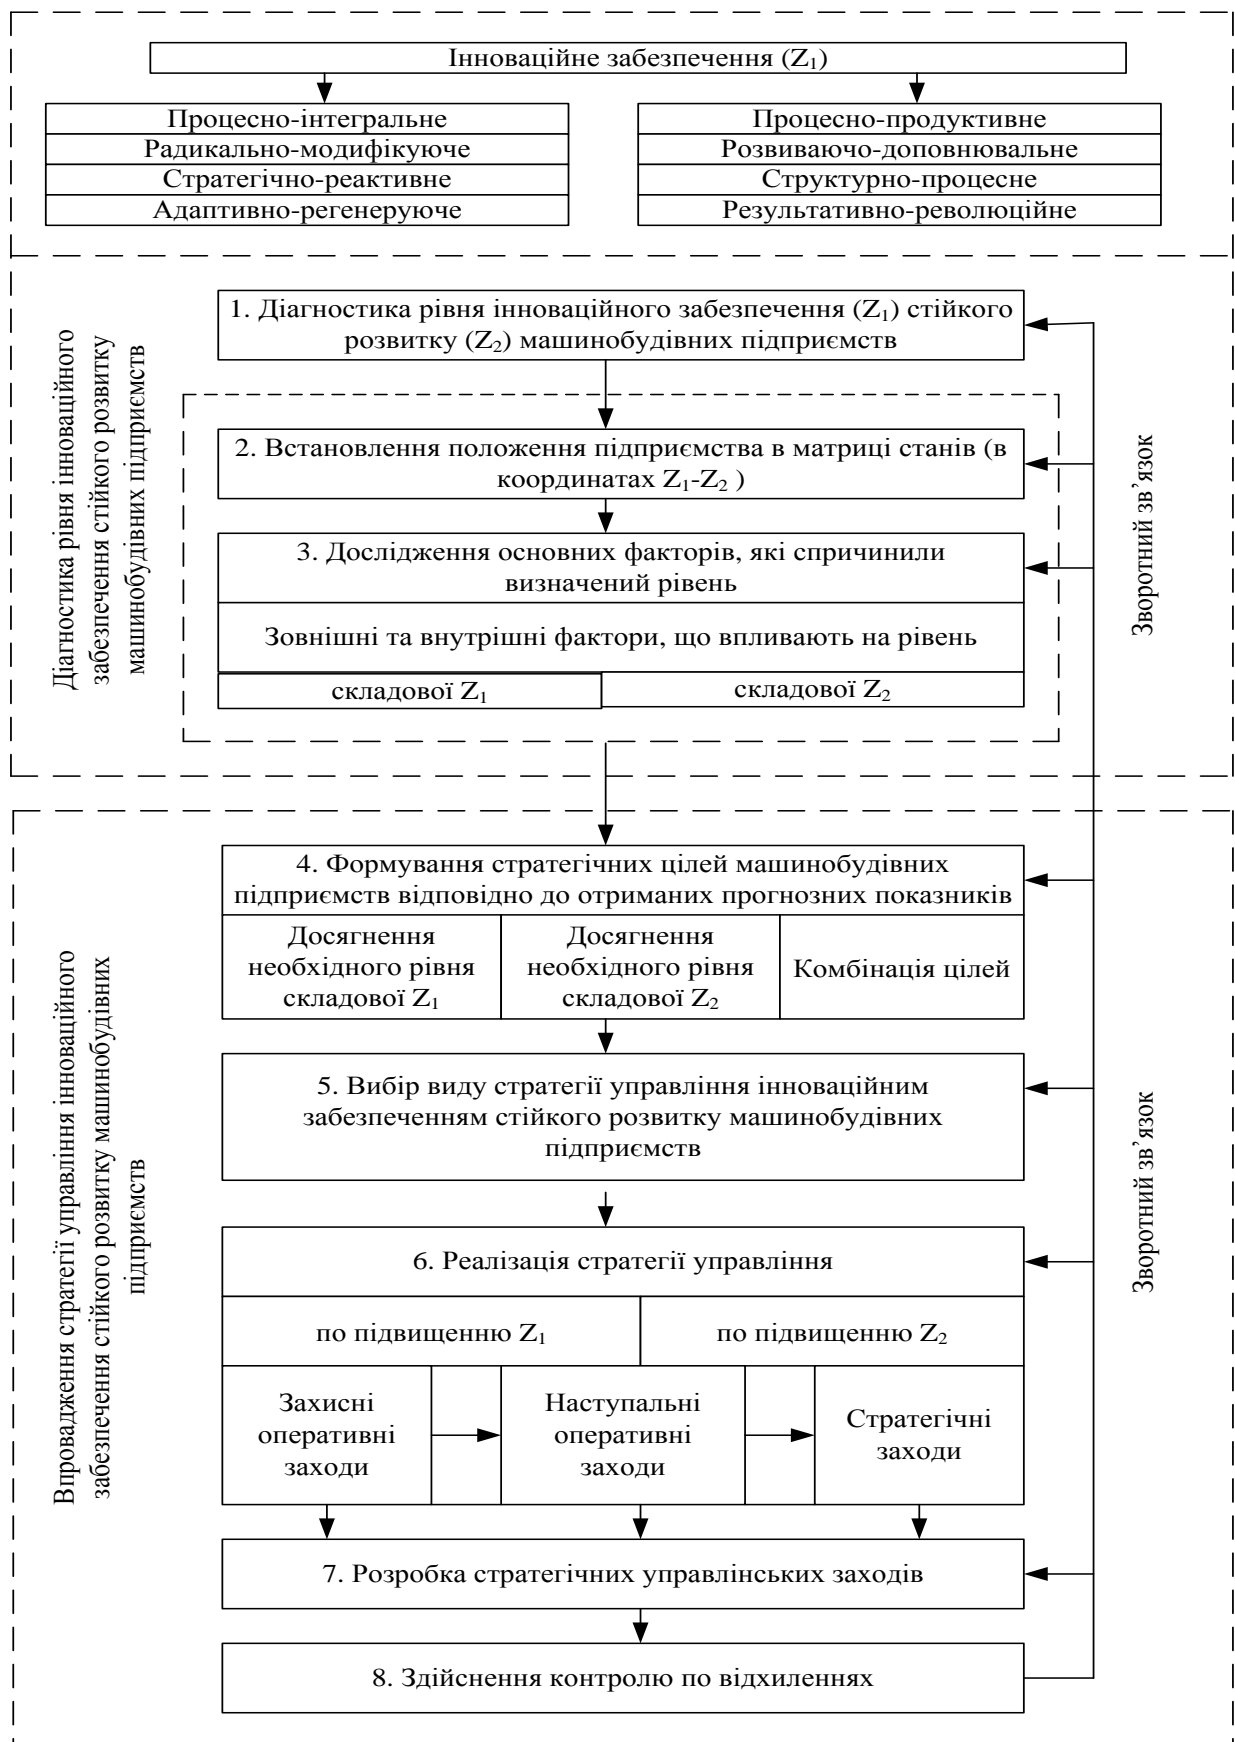 Інноваційне забезпечення (Z₁)
Процесно-інтегральне
Радикально-модифікуюче
Стратегічно-реактивне
Адаптивно-регенеруюче
Процесно-продуктивне
Розвиваючо-доповнювальне
Структурно-процесне
Результативно-революційне
Діагностика рівня інноваційного
забезпечення стійкого розвитку
машинобудівних підприємств
1. Діагностика рівня інноваційного забезпечення (Z₁) стійкого
розвитку (Z₂) машинобудівних підприємств
2. Встановлення положення підприємства в матриці станів (в
координатах Z₁-Z₂ )
3. Дослідження основних факторів, які спричинили
визначений рівень
Зовнішні та внутрішні фактори, що впливають на рівень
складової Z₁
складової Z₂
Зворотний зв’язок
Впровадження стратегії управління інноваційного
забезпечення стійкого розвитку машинобудівних
підприємств
4. Формування стратегічних цілей машинобудівних
підприємств відповідно до отриманих прогнозних показників
Досягнення
необхідного рівня
складової Z₁
Досягнення
необхідного рівня
складової Z₂
Комбінація цілей
5. Вибір виду стратегії управління інноваційним
забезпеченням стійкого розвитку машинобудівних
підприємств
6. Реалізація стратегії управління
по підвищенню Z₁
по підвищенню Z₂
Захисні
оперативні
заходи
Наступальні
оперативні
заходи
Стратегічні
заходи
7. Розробка стратегічних управлінських заходів
8. Здійснення контролю по відхиленнях
Зворотний зв’язок